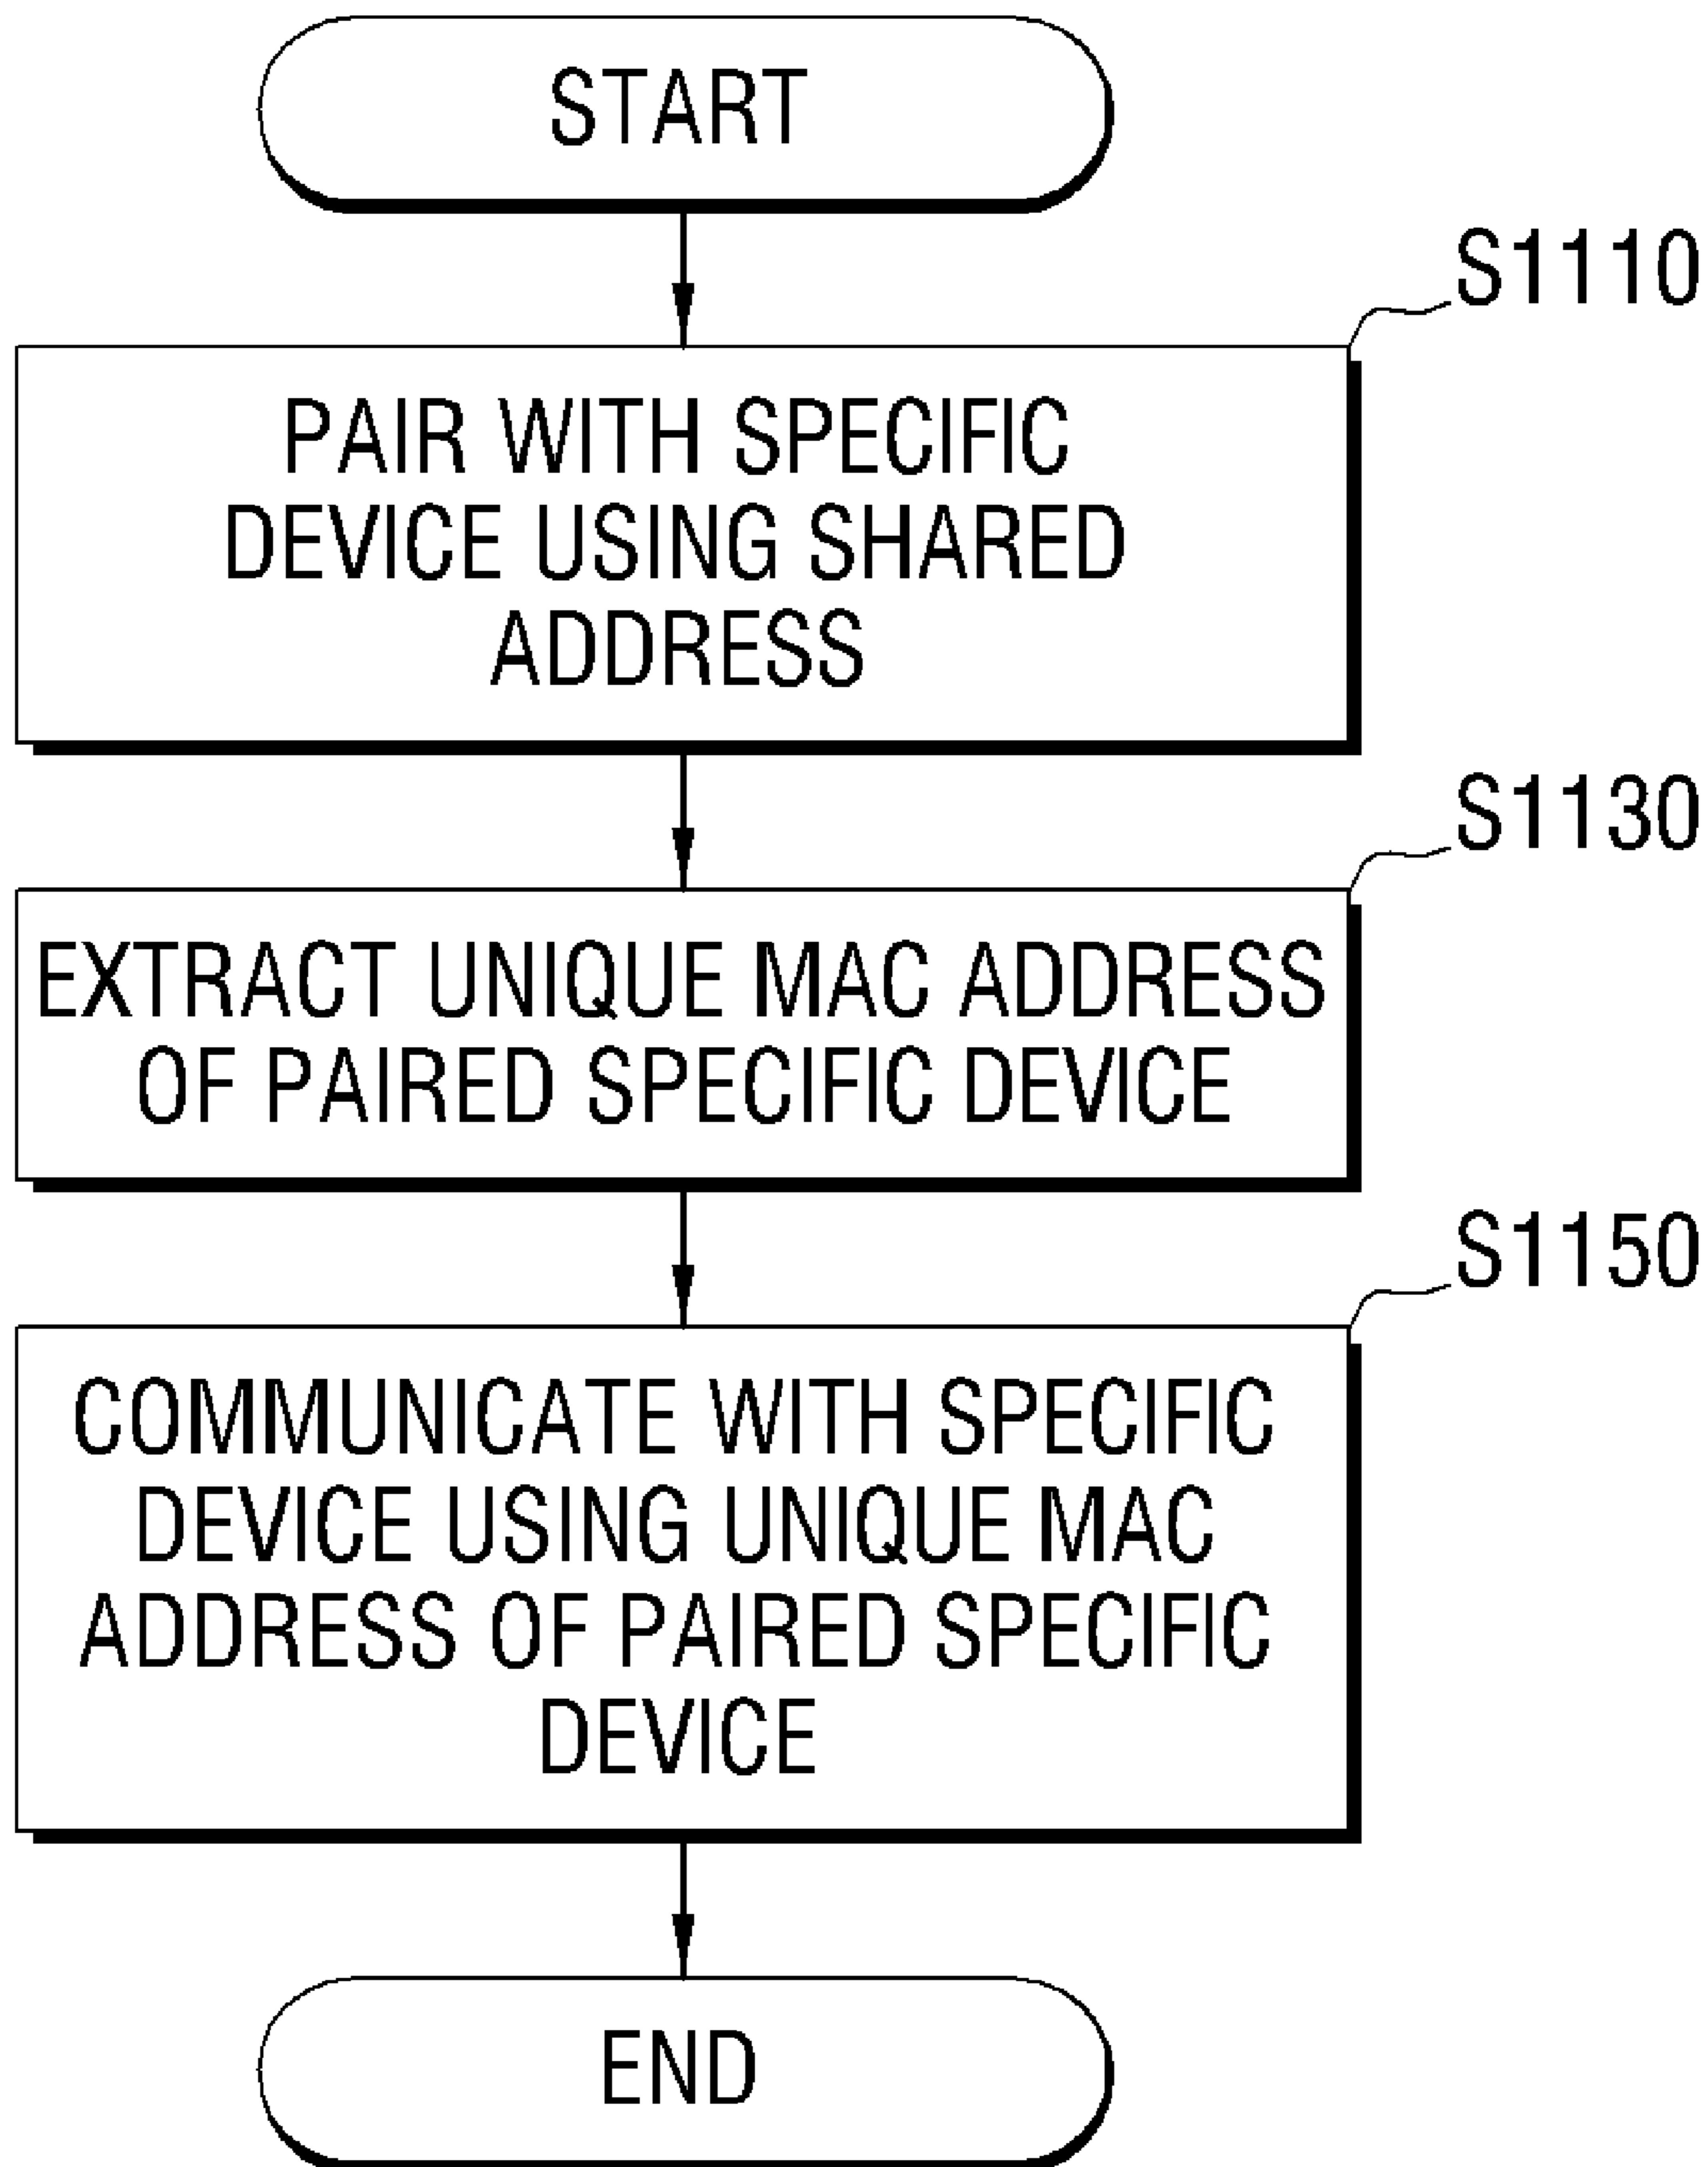 START
S1110
PAIR WITH SPECIFIC
DEVICE USING SHARED
ADDRESS
S1130
EXTRACT UNIQUE MAC ADDRESS
OF PAIRED SPECIFIC DEVICE
S1150
COMMUNICATE WITH SPECIFIC
DEVICE USING UNIQUE MAC
ADDRESS OF PAIRED SPECIFIC
DEVICE
END